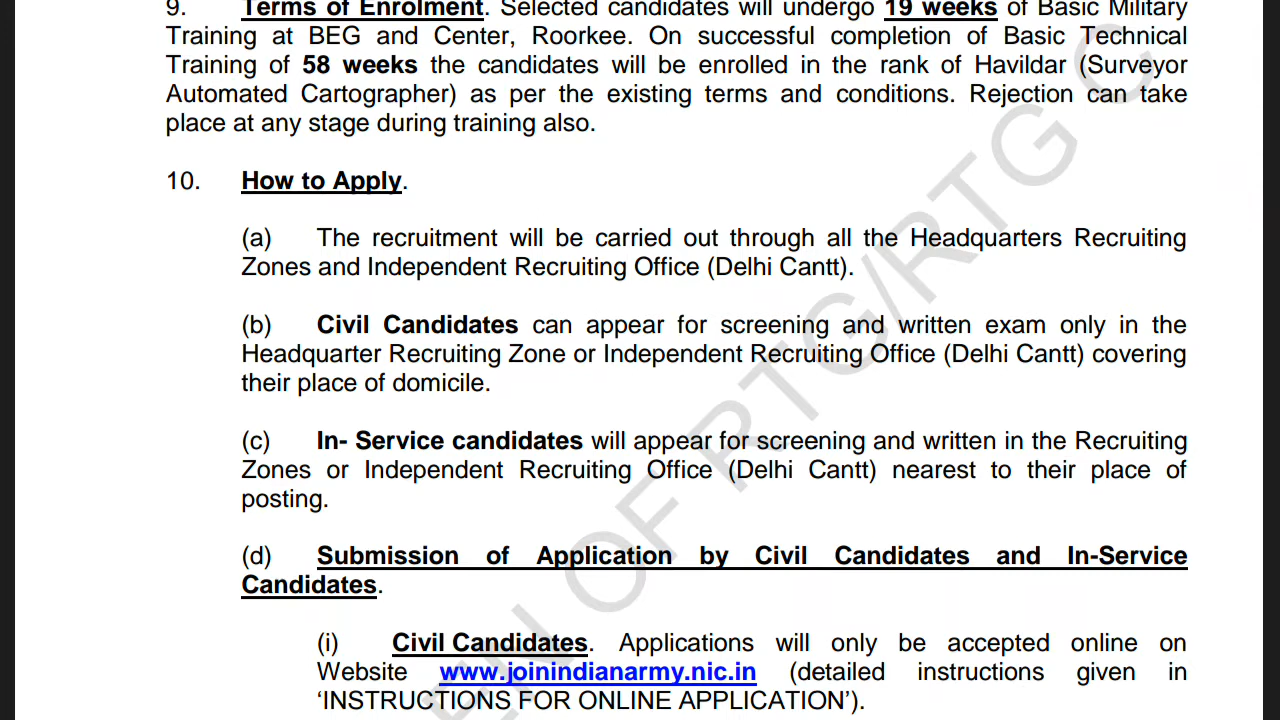 9. Terms of Enrolment. Selected candidates will undergo 19 weeks of Basic Military
Training at BEG and Center, Roorkee. On successful completion of Basic Technical
Training of 58 weeks the candidates will be enrolled in the rank of Havildar (Surveyor
Automated Cartographer) as per the existing terms and conditions. Rejection can take
place at any stage during training also.
10. How to Apply.
(a) The recruitment will be carried out through all the Headquarters Recruiting
Zones and Independent Recruiting Office (Delhi Cantt).
(b) Civil Candidates can appear for screening and written exam only in the
Headquarter Recruiting Zone or Independent Recruiting Office (Delhi Cantt) covering
their place of domicile.
(c) In- Service candidates will appear for screening and written in the Recruiting
Zones or Independent Recruiting Office (Delhi Cantt) nearest to their place of
posting.
(d) Submission of Application by Civil Candidates and In-Service
Candidates.
(i) Civil Candidates. Applications will only be accepted online on
Website www.joinindianarmy.nic.in (detailed instructions given in
‘INSTRUCTIONS FOR ONLINE APPLICATION’).
EN OF RTG/RTG C